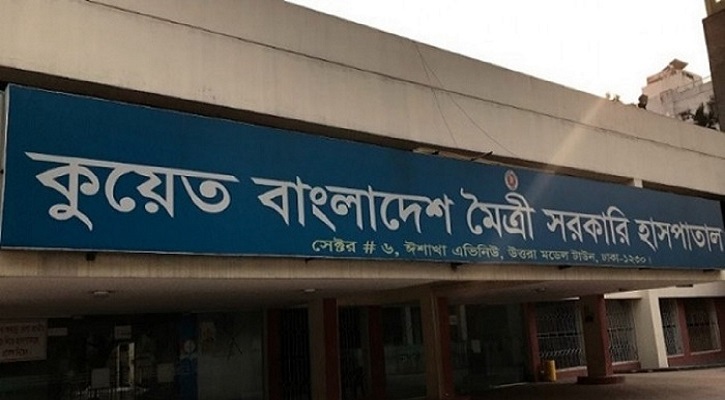 কুয়েত বাংলাদেশ মৈত্রী সরকারি হাসপাতাল
সেক্টর # ৬, ঈশাখা এভিনিউ, উত্তরা মডেল টাউন, ঢাকা-১২৩০।